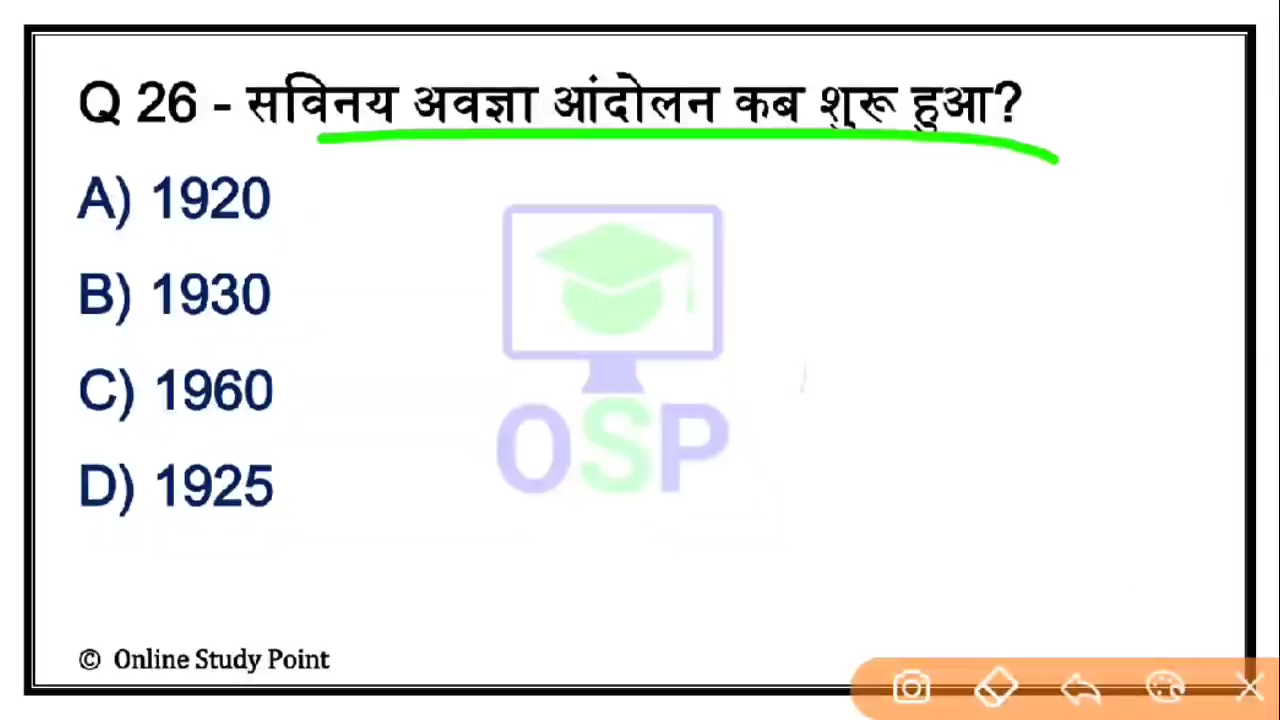 Q 26 - सविनय अवज्ञा आंदोलन कब शुरू हुआ?
A) 1920
B) 1930
C) 1960
D) 1925
OSP
© Online Study Point